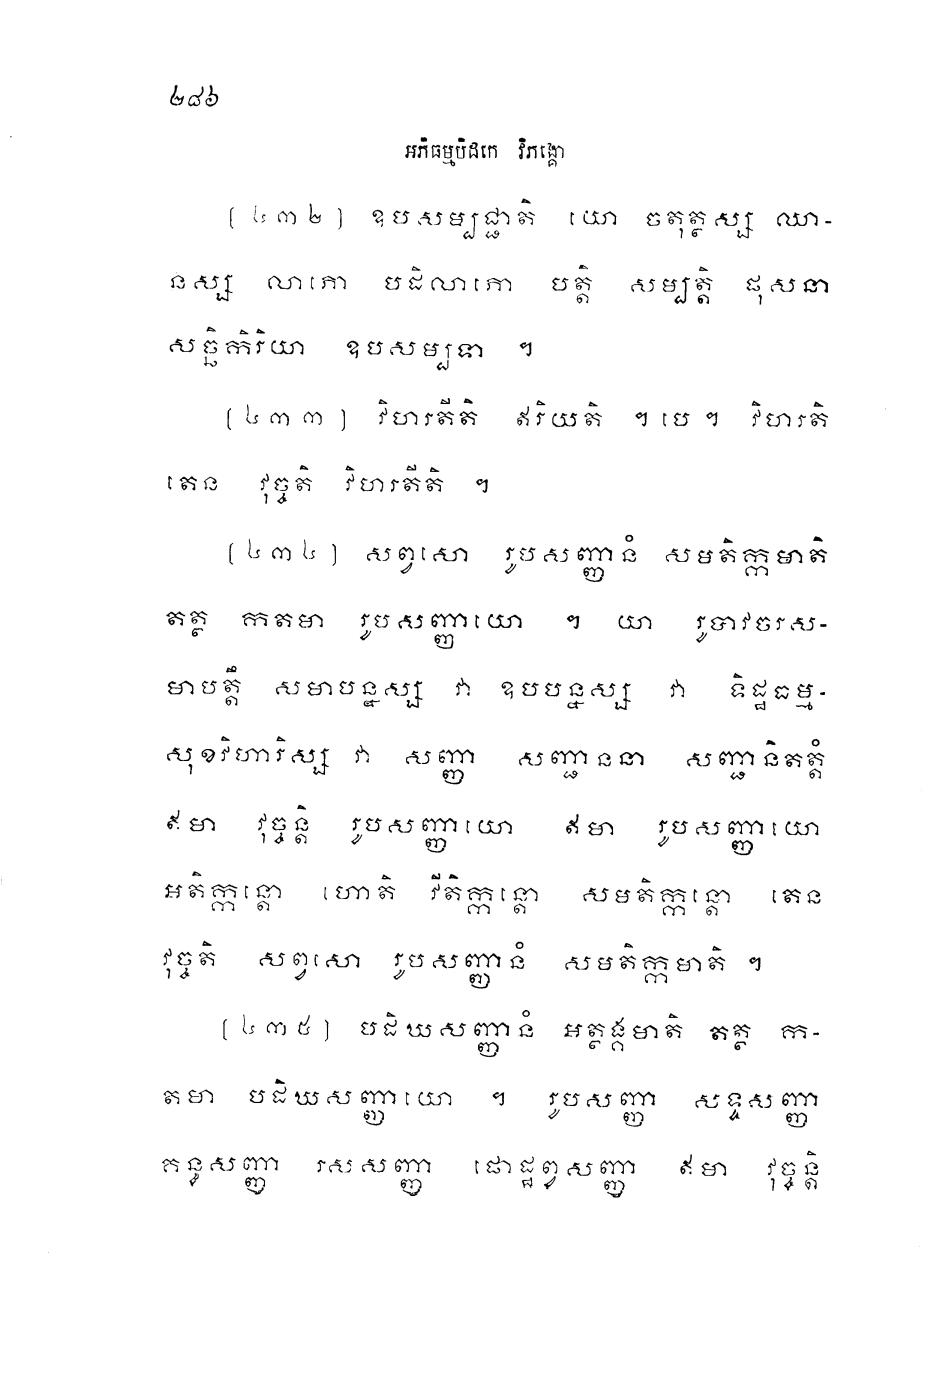 ២៨៦
អភិធម្មបិដកេ វិភង្គោ
[៤៣២] ឧបសម្បជ្ជាតិ យោ ចតុត្ថស្ស ឈា-
នស្ស លាភោ បដិលាភោ បត្តិ សម្បត្តិ ផុសនា
សច្ឆិកិរិយា ឧបសម្បទា ។
[៤៣៣] វិហរតីតិ ឥរិយតិ ។ បេ ។ វិហរតិ
តេន វុច្ចតិ វិហរតីតិ ។
[៤៣៤] សព្វសោ រូបសញ្ញានំ សមតិក្កមាតិ
តត្ថ កតមា រូបសញ្ញាយោ ។ យា រូបាវចរស-
មាបត្តឹ សមាបន្នស្ស វា ឧបបន្នស្ស វា ទិដ្ឋធម្ម-
សុខវិហារិស្ស វា សញ្ញា សញ្ជាននា សញ្ជានិតត្តំ
ឥមា វុច្ចន្តិ រូបសញ្ញាយោ ឥមា រូបសញ្ញាយោ
អតិក្កន្តោ ហោតិ វីតិក្កន្តោ សមតិក្កន្តោ តេន
វុច្ចតិ សព្វសោ រូបសញ្ញានំ សមតិក្កមាតិ ។
[៤៣៥] បដិឃសញ្ញានំ អត្ថង្គមាតិ តត្ថ ក-
តមា បដិឃសញ្ញាយោ ។ រូបសញ្ញា សទ្ទសញ្ញា
គន្ធសញ្ញា រសសញ្ញា ផោដ្ឋព្វសញ្ញា ឥមា វុច្ចន្តិ